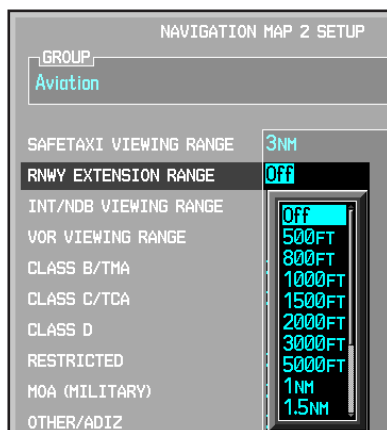 NAVIGATION MAP 2 SETUP
GROUP
Aviation
SAFETAXI VIEWING RANGE 3NM
RNWY EXTENSION RANGE Off
INT/NDB VIEWING RANGE
VOR VIEWING RANGE
CLASS B/TMA
CLASS C/TCA
CLASS D
RESTRICTED
MOA (MILITARY)
OTHER/ADIZ
Off
500FT
800FT
1000FT
1500FT
2000FT
3000FT
5000FT
1NM
1.5NM